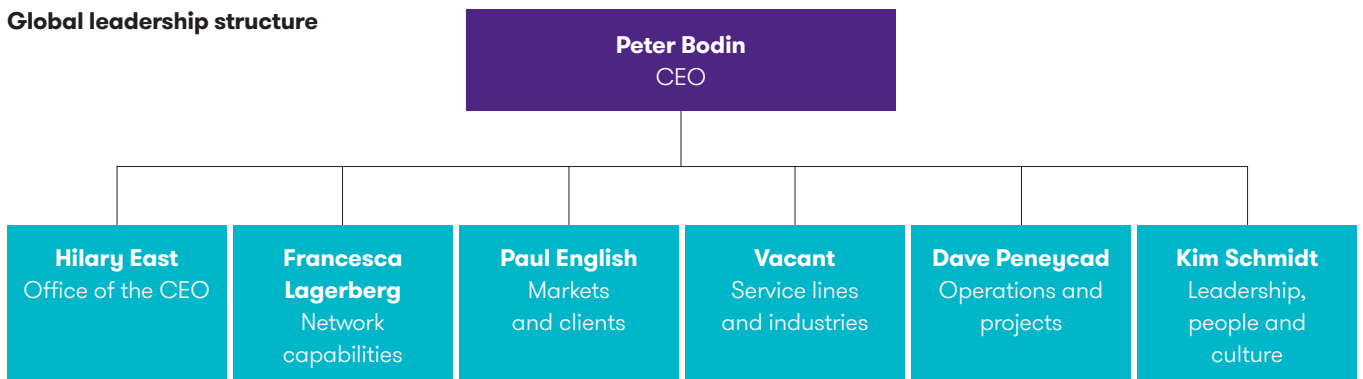 Global leadership structure
Peter Bodin
CEO
Hilary East
Office of the CEO
Francesca
Lagerberg
Network
capabilities
Paul English
Markets
and clients
Vacant
Service lines
and industries
Dave Peneycad
Operations and
projects
Kim Schmidt
Leadership,
people and
culture